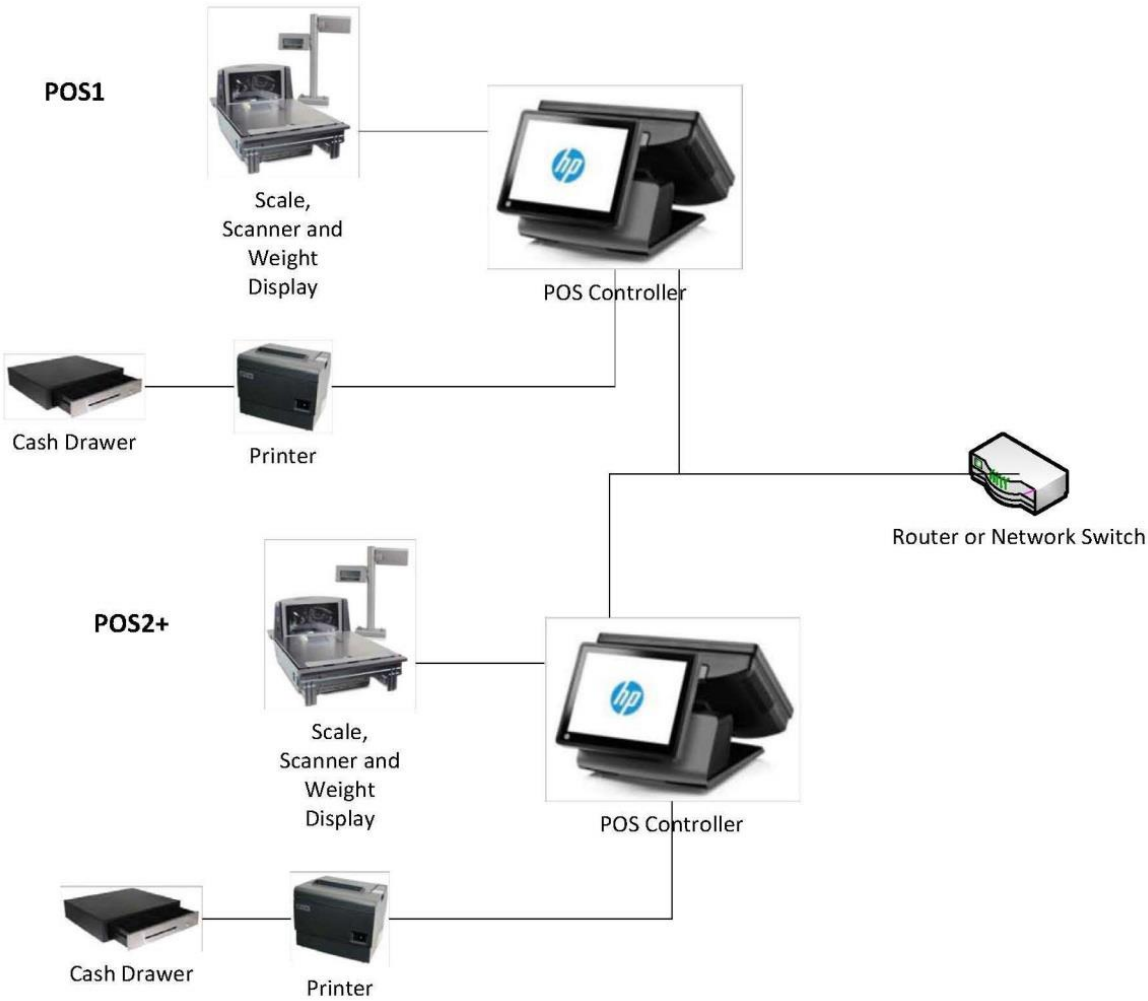 POS1
hp
Scale,
Scanner and
Weight
Display
POS Controller
Cash Drawer
Printer
Router or Network Switch
POS2+
hp
Scale,
Scanner and
Weight
Display
POS Controller
Cash Drawer
Printer